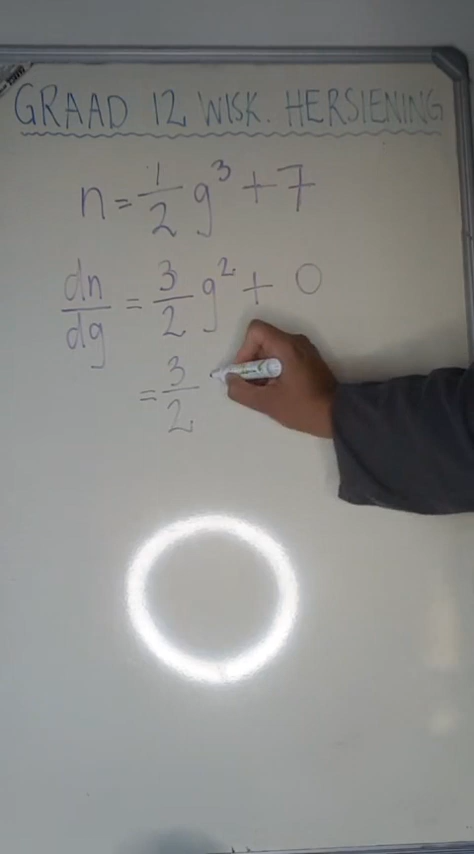 GRAAD 12 WISK. HERSIENING
n = 1/2 g³ + 7
dn/dg = 3/2 g² + 0
= 3/2